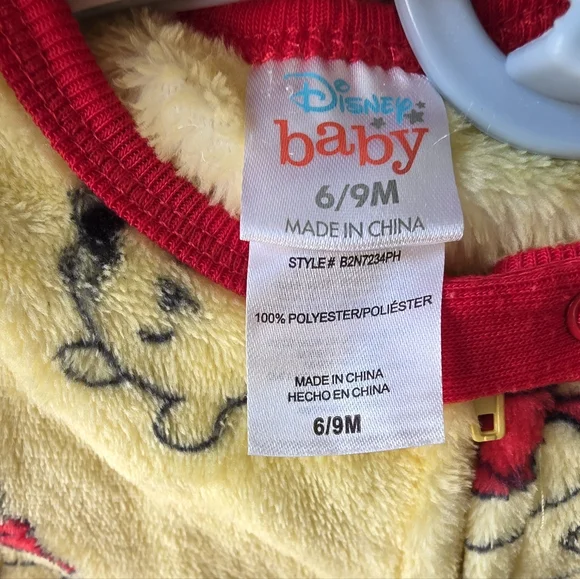 Disney
baby
6/9M
MADE IN CHINA
STYLE# B2N7234PH
100% POLYESTER/POLIÉSTER
MADE IN CHINA
HECHO EN CHINA
6/9M